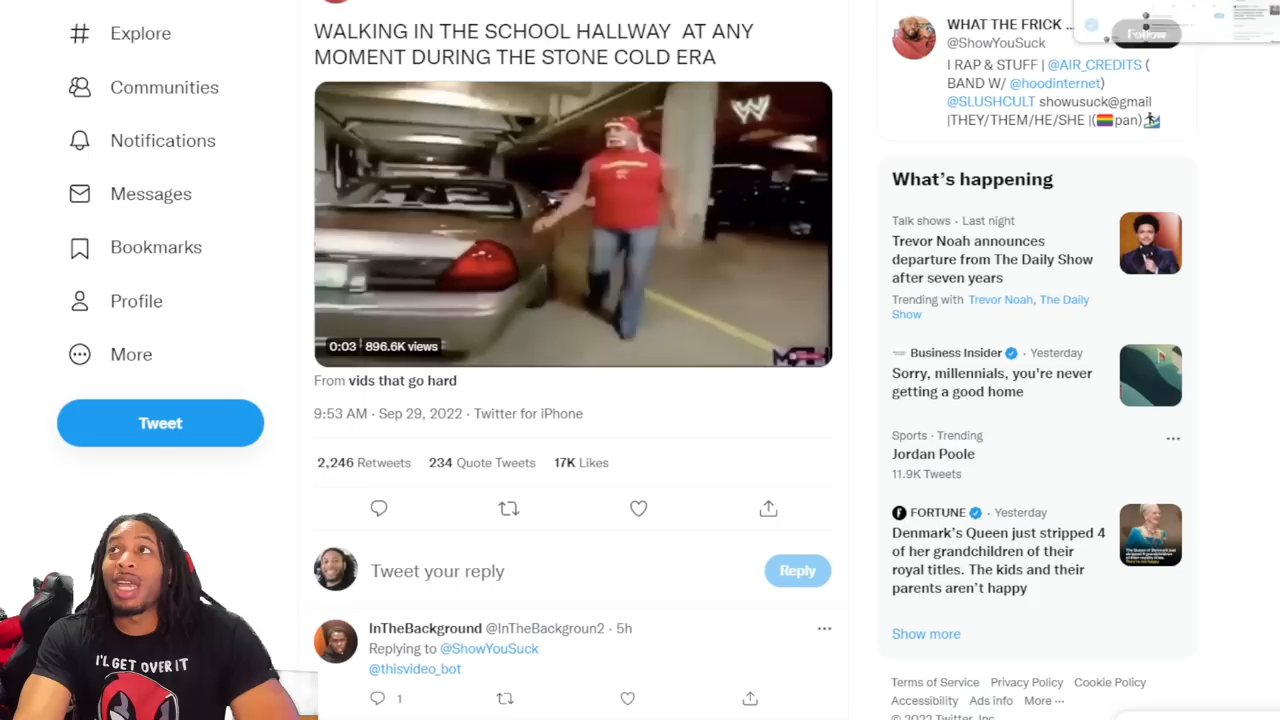 Explore
Communities
Notifications
Messages
Bookmarks
Profile
More
Tweet
WALKING IN THE SCHOOL HALLWAY AT ANY
MOMENT DURING THE STONE COLD ERA
W
0:03 896.6K views
From vids that go hard
9:53 AM · Sep 29, 2022 · Twitter for iPhone
2,246 Retweets 234 Quote Tweets 17K Likes
Tweet your reply
Reply
InTheBackground @InTheBackgroun2 · 5h
Replying to @ShowYouSuck
@thisvideo_bot
1
WHAT THE FRICK ...
@ShowYouSuck
Follow
I RAP & STUFF | @AIR_CREDITS (
BAND W/ @hoodinternet)
@SLUSHCULT showusuck@gmail
|THEY/THEM/HE/SHE |(🏳️‍🌈pan)🏄
What's happening
Talk shows · Last night
Trevor Noah announces
departure from The Daily Show
after seven years
Trending with Trevor Noah, The Daily
Show
Business Insider · Yesterday
Sorry, millennials, you're never
getting a good home
Sports · Trending
Jordan Poole
11.9K Tweets
FORTUNE · Yesterday
Denmark's Queen just stripped 4
of her grandchildren of their
royal titles. The kids and their
parents aren't happy
Show more
Terms of Service Privacy Policy Cookie Policy
Accessibility Ads info More ···
© 2022 Twitter, Inc.
I'LL GET OVER IT